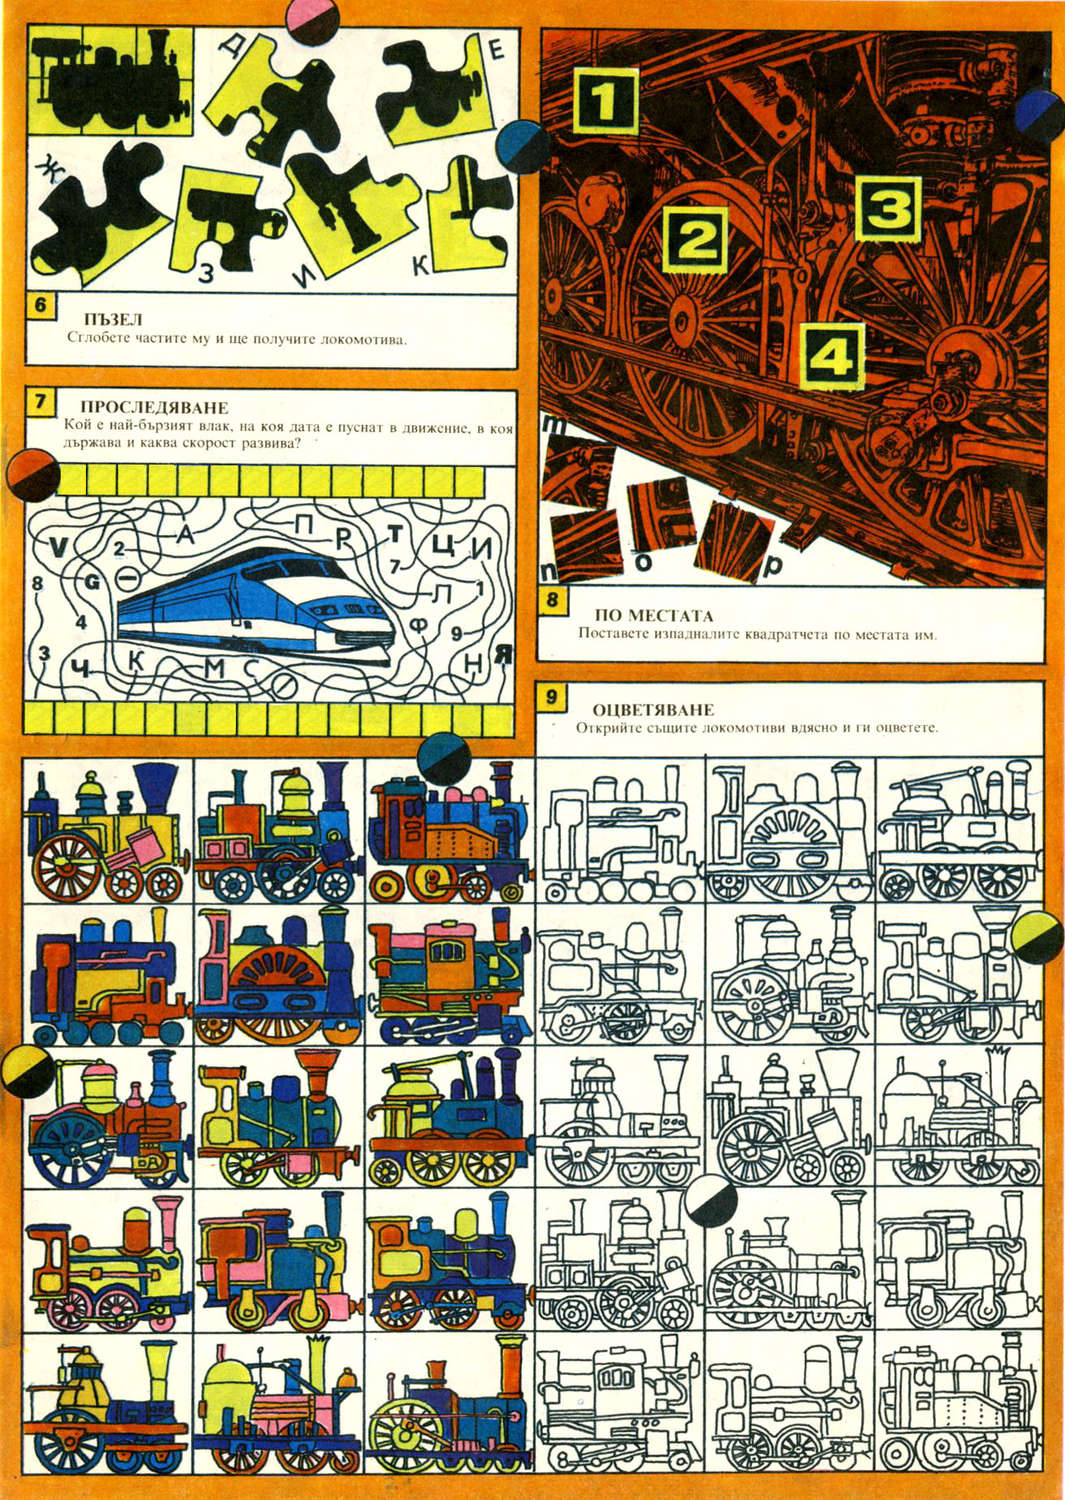 Д
Е
Ж
З
И
К
6
ПЪЗЕЛ
Сглобете частите му и ще получите локомотива.
7
ПРОСЛЕДЯВАНЕ
Кой е най-бързият влак, на коя дата е пуснат в движение, в коя
държава и каква скорост развива?
А
П
Р
Т
Ц
И
V
2
7
8
G
–
Л
1
4
Ф
9
3
Ч
К
М
С
Н
Я
1
2
3
4
m
n
o
p
8
ПО МЕСТАТА
Поставете изпадналите квадратчета по местата им.
9
ОЦВЕТЯВАНЕ
Открийте същите локомотиви вдясно и ги оцветете.